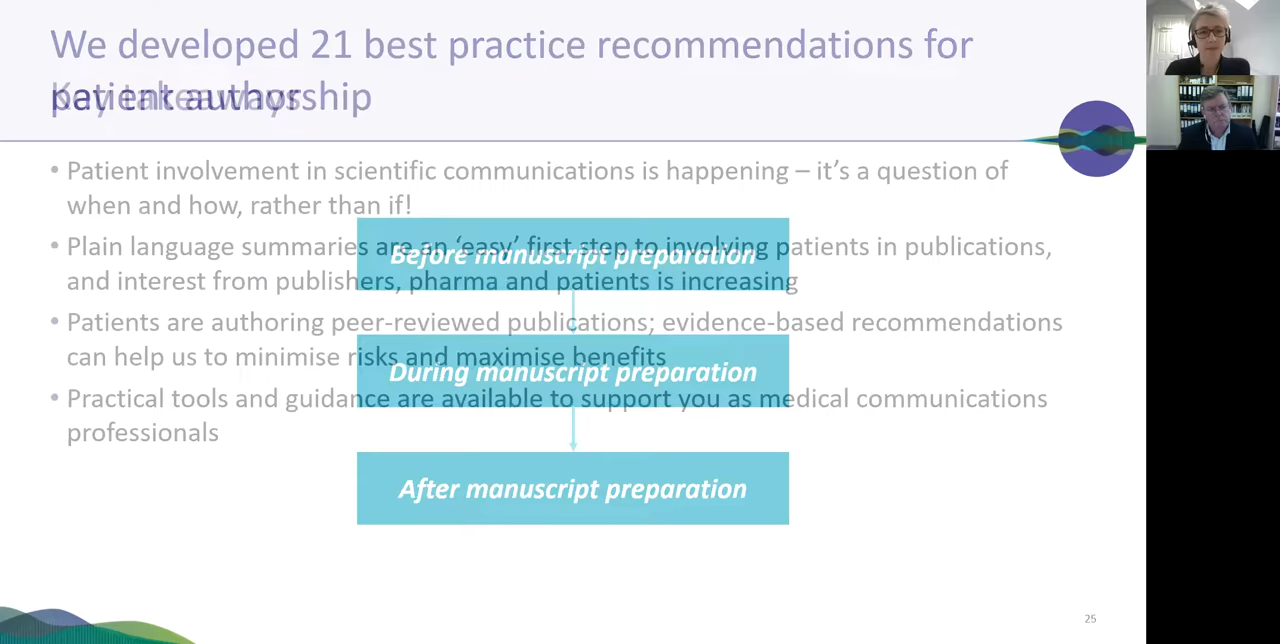 We developed 21 best practice recommendations for
patient authorship
Key takeaways
• Patient involvement in scientific communications is happening – it's a question of
when and how, rather than if!
• Plain language summaries are an 'easy' first step to involving patients in publications,
and interest from publishers, pharma and patients is increasing
• Patients are authoring peer-reviewed publications; evidence-based recommendations
can help us to minimise risks and maximise benefits
• Practical tools and guidance are available to support you as medical communications
professionals
Before manuscript preparation
During manuscript preparation
After manuscript preparation
25